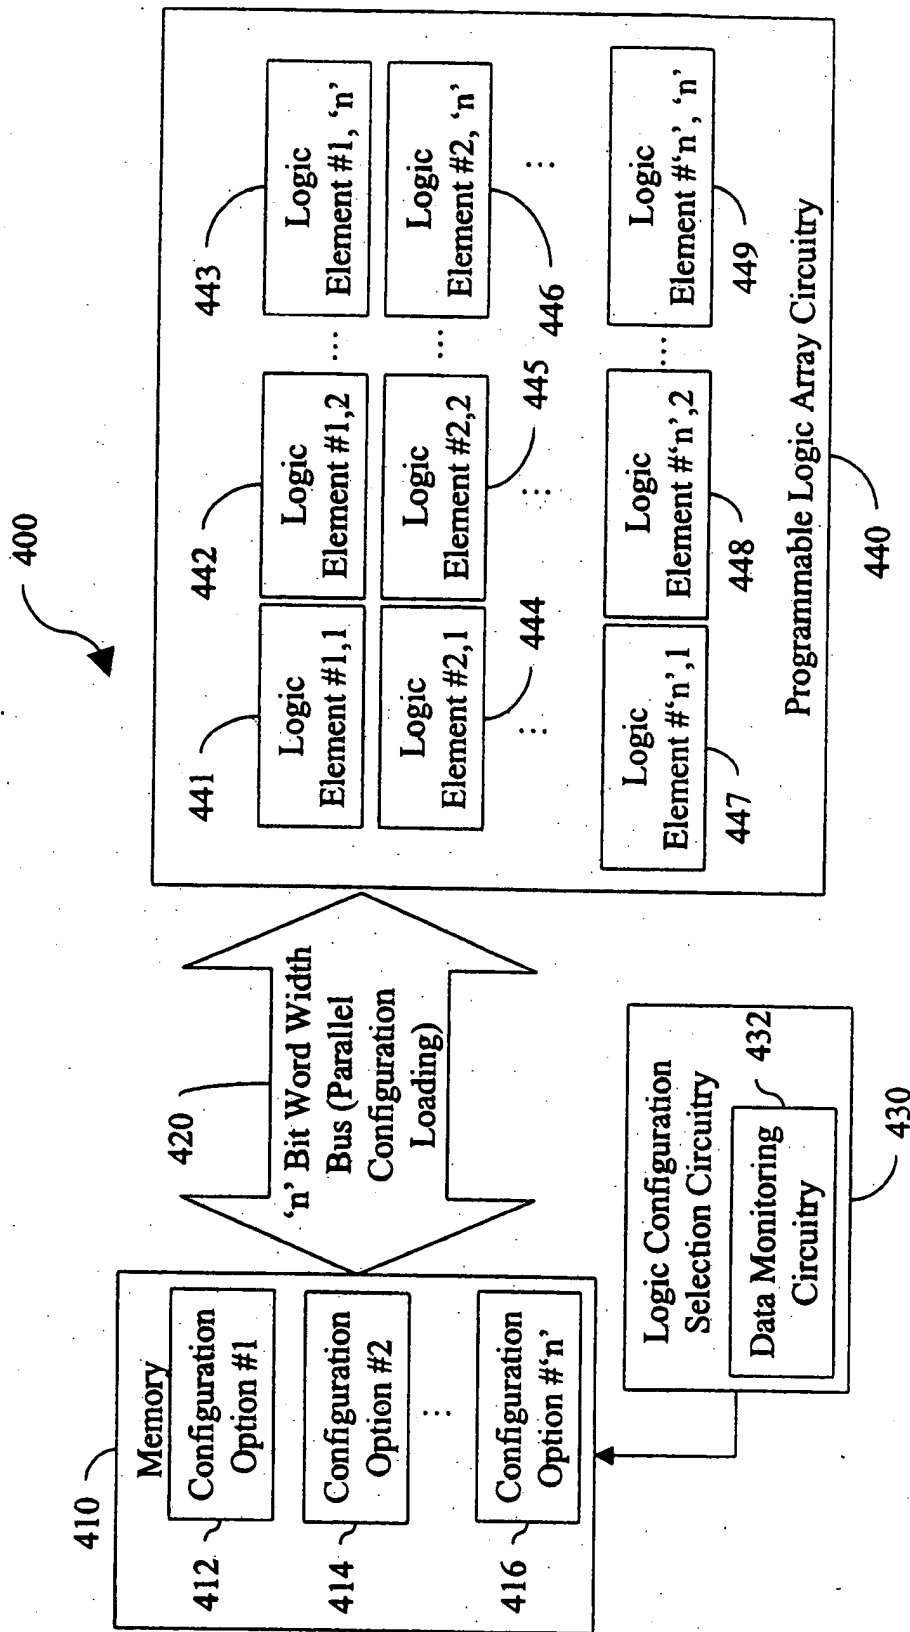 400
410
Memory
Configuration
Option #1
412
Configuration
Option #2
414
⋮
Configuration
Option #‘n’
416
420
‘n’ Bit Word Width
Bus (Parallel
Configuration
Loading)
Logic Configuration
Selection Circuitry
Data Monitoring
Circuitry
432
430
441
Logic
Element #1,1
442
Logic
Element #1,2
...
443
Logic
Element #1, ‘n’
Logic
Element #2,1
444
Logic
Element #2,2
445
...
Logic
Element #2, ‘n’
446
⋮
⋮
⋮
Logic
Element #‘n’,1
447
Logic
Element #‘n’,2
448
...
Logic
Element #‘n’, ‘n’
449
Programmable Logic Array Circuitry
440